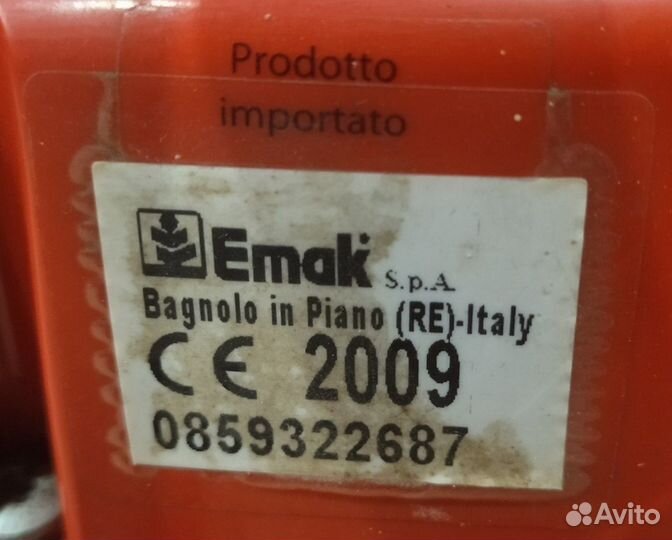 Prodotto
importato
Emak S.p.A.
Bagnolo in Piano (RE)-Italy
CE 2009
0859322687
Avito